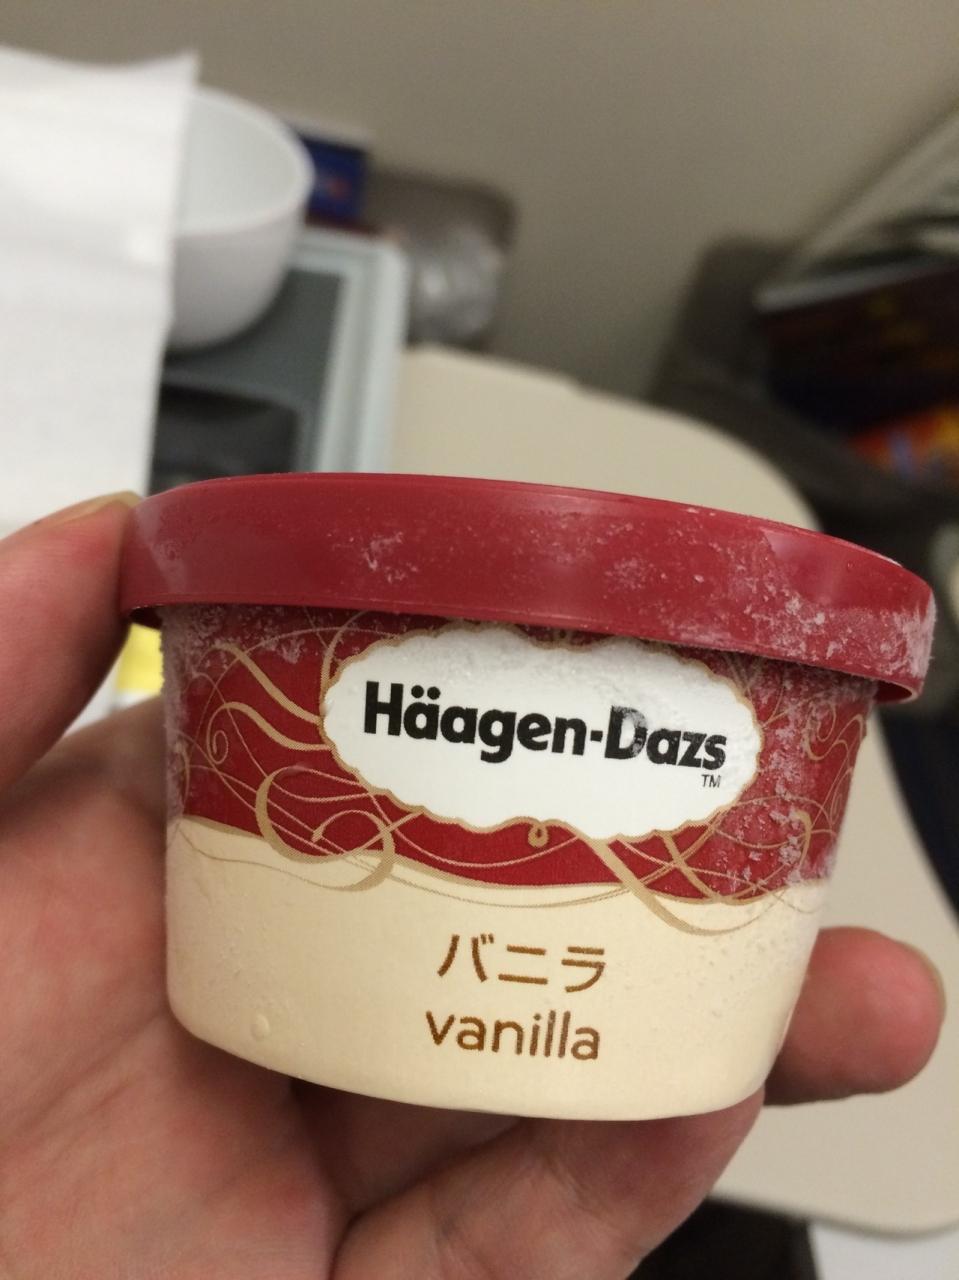 Häagen-Dazs
TM
バニラ
vanilla